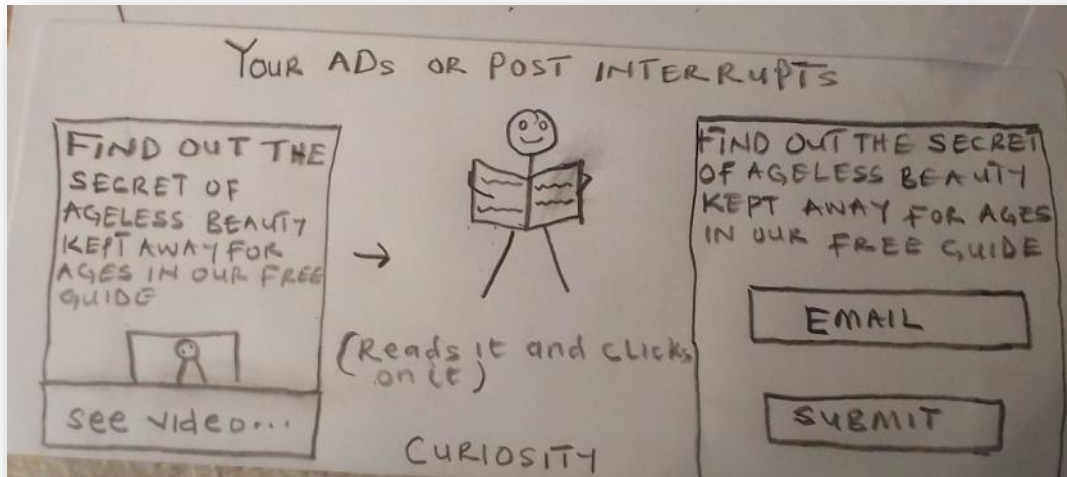 YOUR ADs OR POST INTERRUPTS
FIND OUT THE
SECRET OF
AGELESS BEAUTY
KEPT AWAY FOR
AGES IN OUR FREE
GUIDE
see video...
(Reads it and clicks
on it)
CURIOSITY
FIND OUT THE SECRET
OF AGELESS BEAUTY
KEPT AWAY FOR AGES
IN OUR FREE GUIDE
EMAIL
SUBMIT